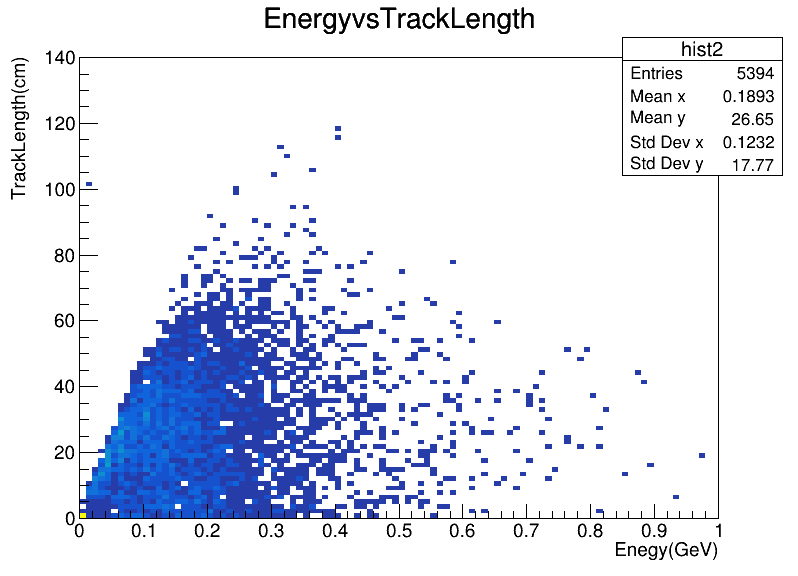 EnergyvsTrackLength
hist2
Entries 5394
Mean x 0.1893
Mean y 26.65
Std Dev x 0.1232
Std Dev y 17.77
TrackLength(cm)
140
120
100
80
60
40
20
0
0 0.1 0.2 0.3 0.4 0.5 0.6 0.7 0.8 0.9 1
Enegy(GeV)